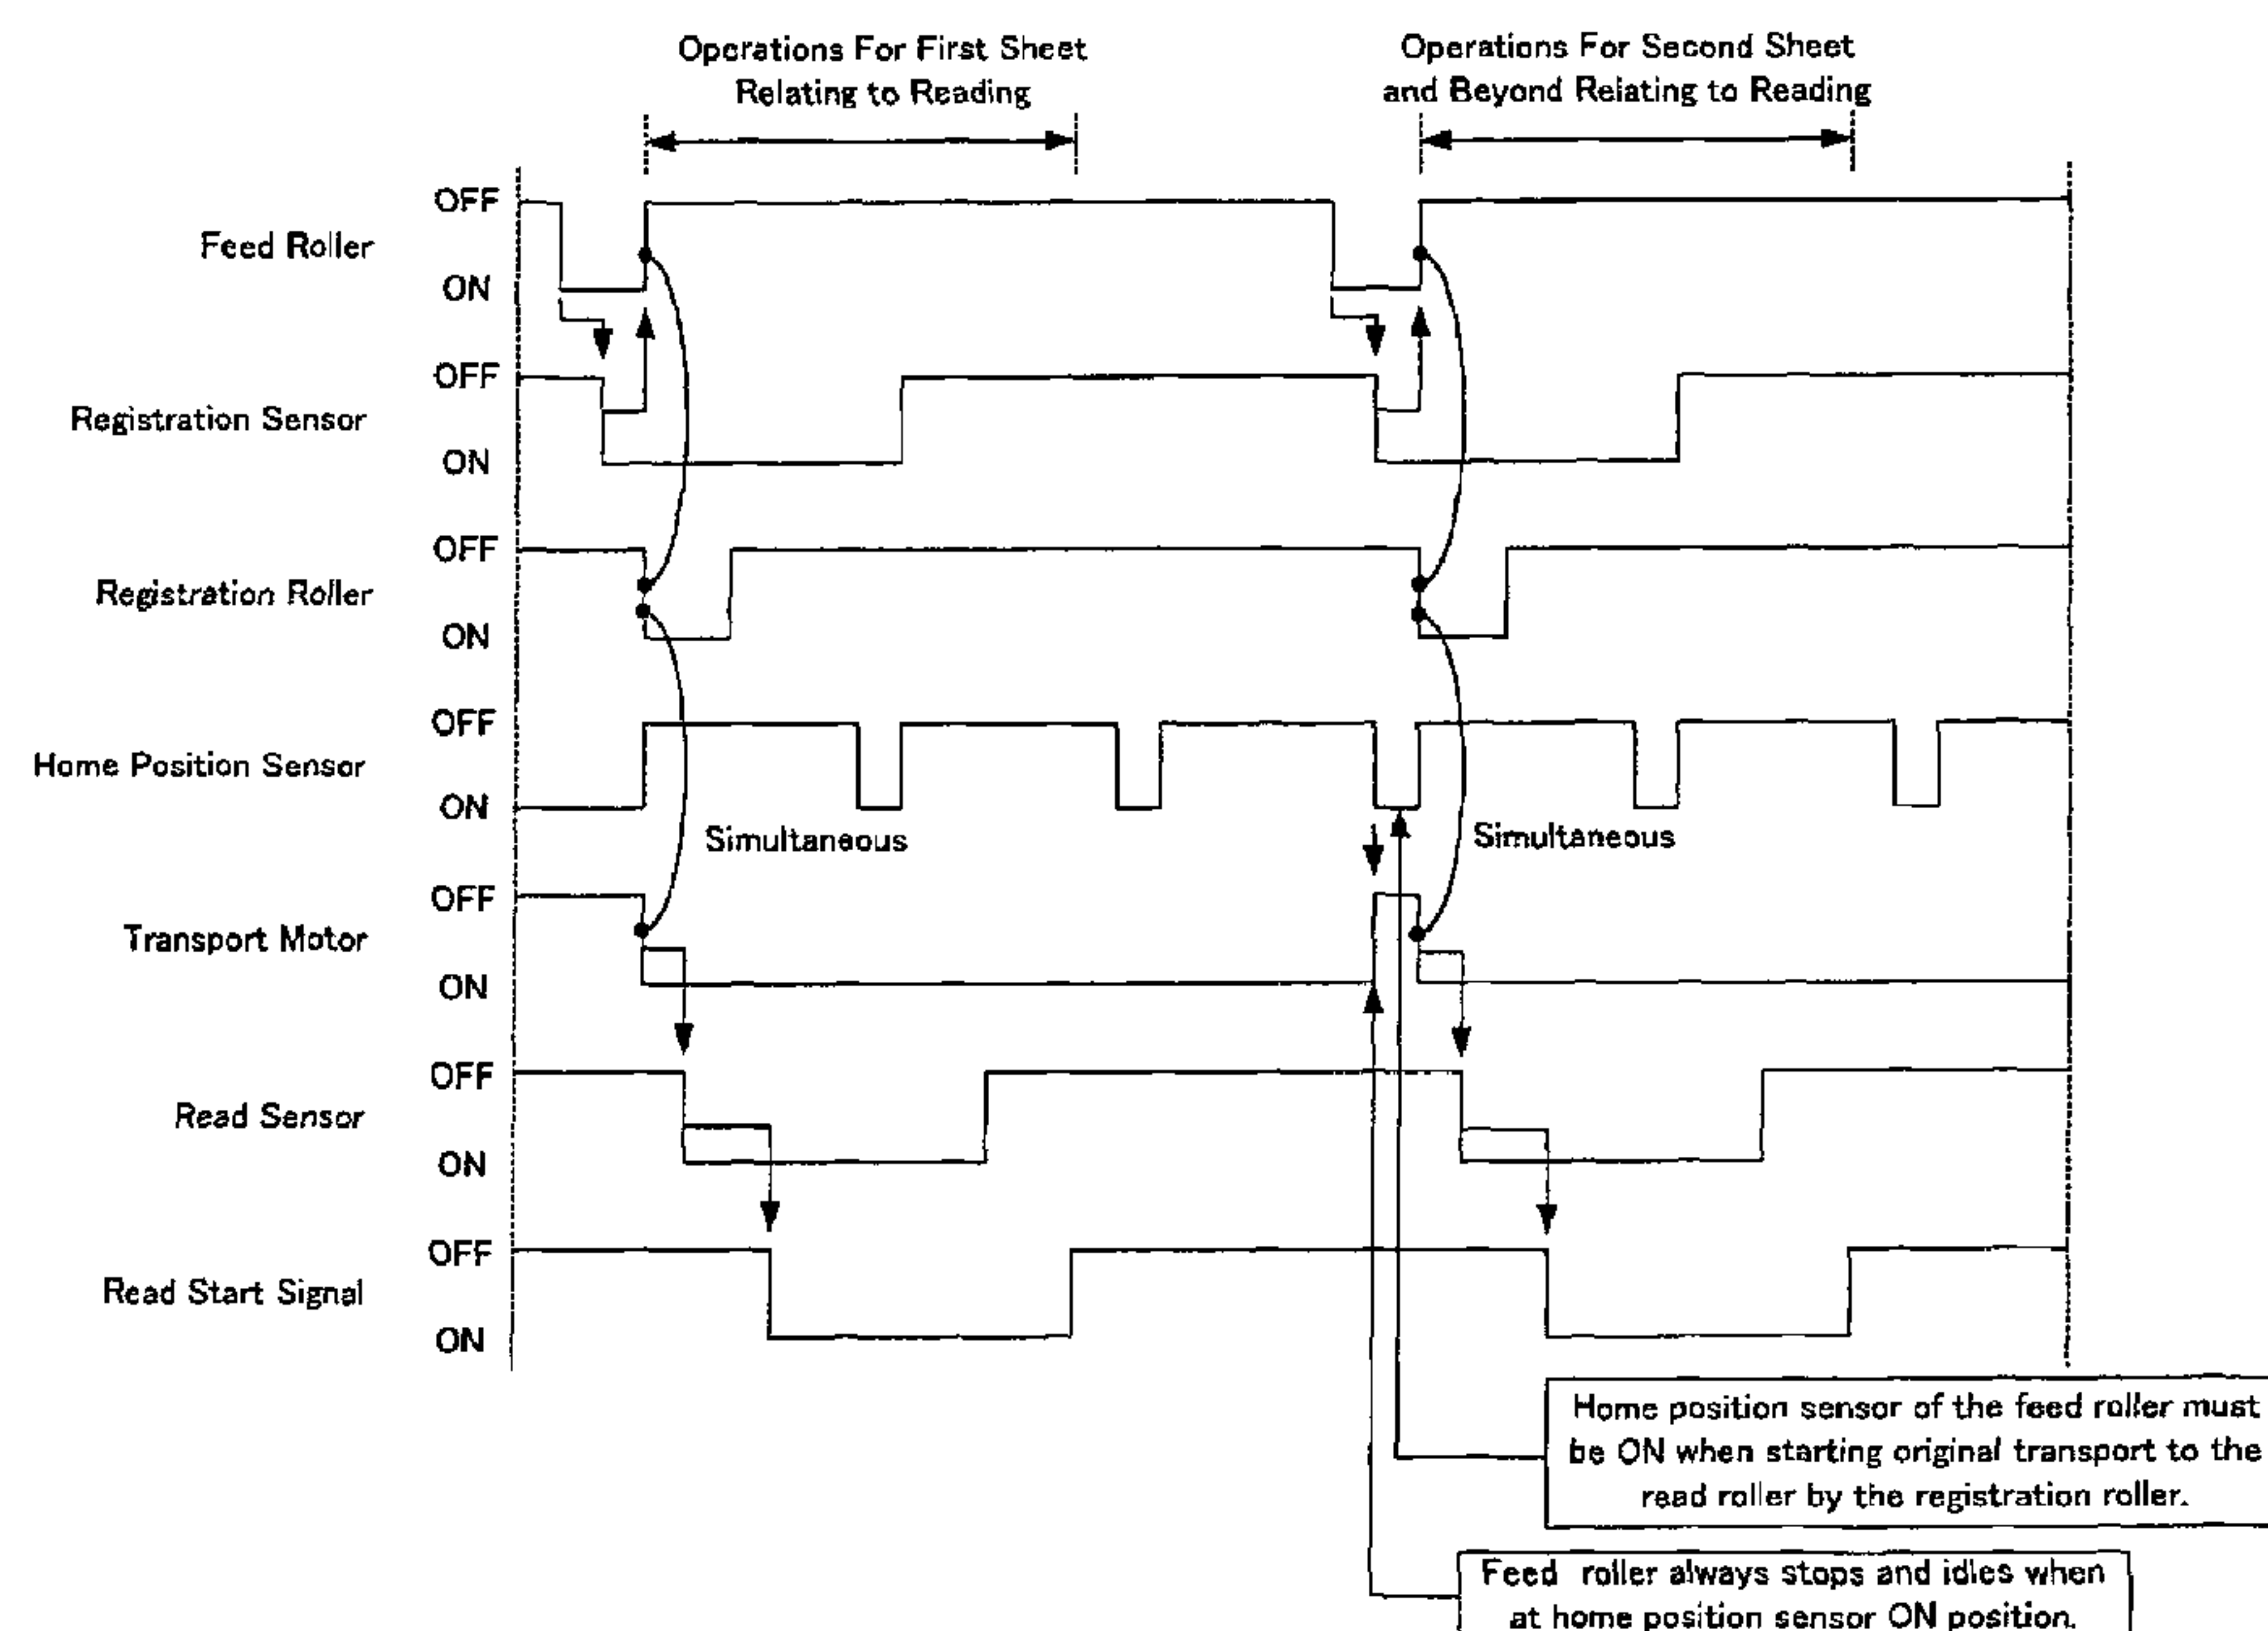 Operations For First Sheet
Relating to Reading
Operations For Second Sheet
and Beyond Relating to Reading
Feed Roller
OFF
ON
Registration Sensor
OFF
ON
Registration Roller
OFF
ON
Home Position Sensor
OFF
ON
Simultaneous
Simultaneous
Transport Motor
OFF
ON
Read Sensor
OFF
ON
Read Start Signal
OFF
ON
Home position sensor of the feed roller must
be ON when starting original transport to the
read roller by the registration roller.
Feed roller always stops and idles when
at home position sensor ON position.